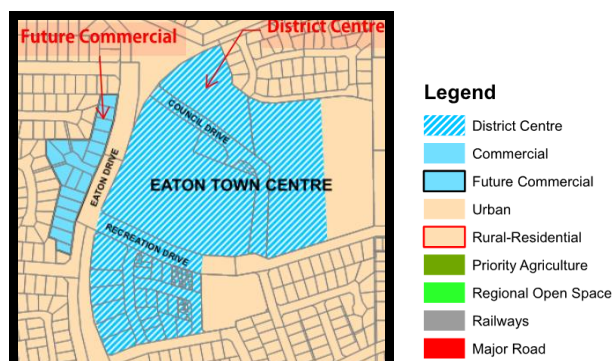 Future Commercial
District Centre
COUNCIL DRIVE
EATON TOWN CENTRE
EATON DRIVE
RECREATION DRIVE
Legend
District Centre
Commercial
Future Commercial
Urban
Rural-Residential
Priority Agriculture
Regional Open Space
Railways
Major Road